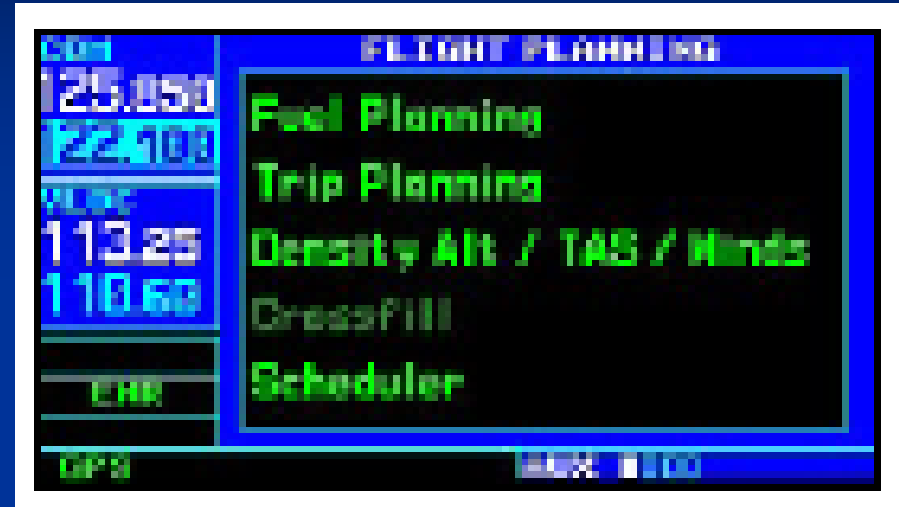 COM
125.050
122.100
VLOC
113.25
110.60
ENR
GPS
FLIGHT PLANNING
Fuel Planning
Trip Planning
Density Alt / TAS / Winds
Crossfill
Scheduler
AUX